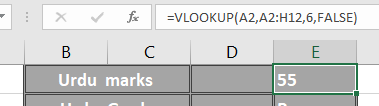 =VLOOKUP(A2,A2:H12,6,FALSE)
B C D E
Urdu marks 55